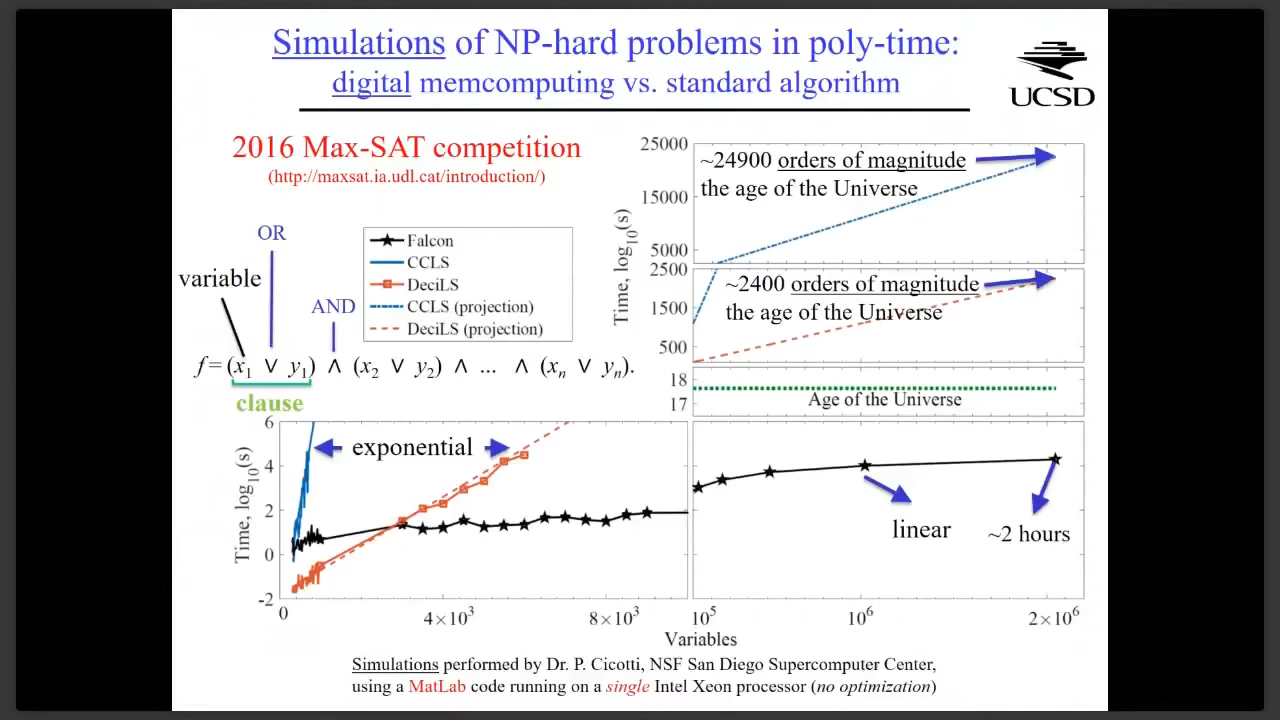 Simulations of NP-hard problems in poly-time:
digital memcomputing vs. standard algorithm
UCSD
2016 Max-SAT competition
(http://maxsat.ia.udl.cat/introduction/)
OR
variable
AND
Falcon
CCLS
DeciLS
CCLS (projection)
DeciLS (projection)
f = (x1 ∨ y1) ∧ (x2 ∨ y2) ∧ ... ∧ (xn ∨ yn).
clause
25000
15000
5000
~24900 orders of magnitude
the age of the Universe
Time, log10(s)
2500
1500
500
~2400 orders of magnitude
the age of the Universe
18
17
Age of the Universe
6
4
2
0
-2
Time, log10(s)
exponential
linear
~2 hours
0
4×10³
8×10³
10⁵
10⁶
2×10⁶
Variables
Simulations performed by Dr. P. Cicotti, NSF San Diego Supercomputer Center,
using a MatLab code running on a single Intel Xeon processor (no optimization)